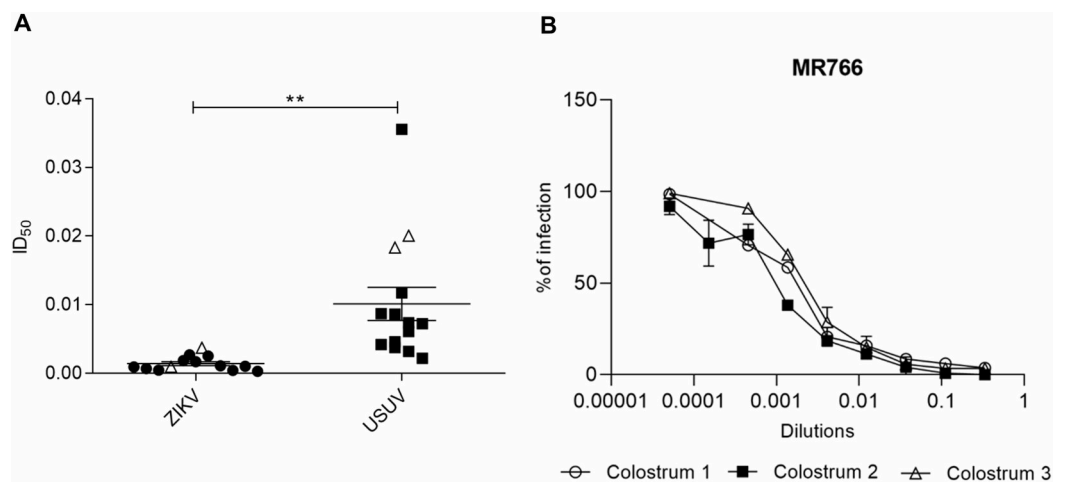 A
ID50
0.04
0.03
0.02
0.01
0.00
**
ZIKV
USUV
B
MR766
% of infection
150
100
50
0
0.00001 0.0001 0.001 0.01 0.1 1
Dilutions
Colostrum 1 Colostrum 2 Colostrum 3